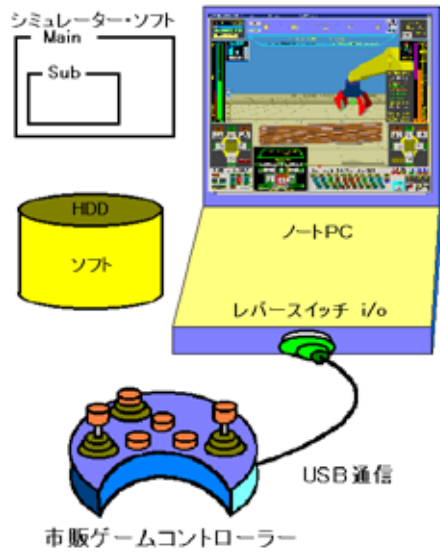 シミュレーター・ソフト
Main
Sub
HDD
ソフト
ノートPC
レバースイッチ i/o
USB通信
市販ゲームコントローラー